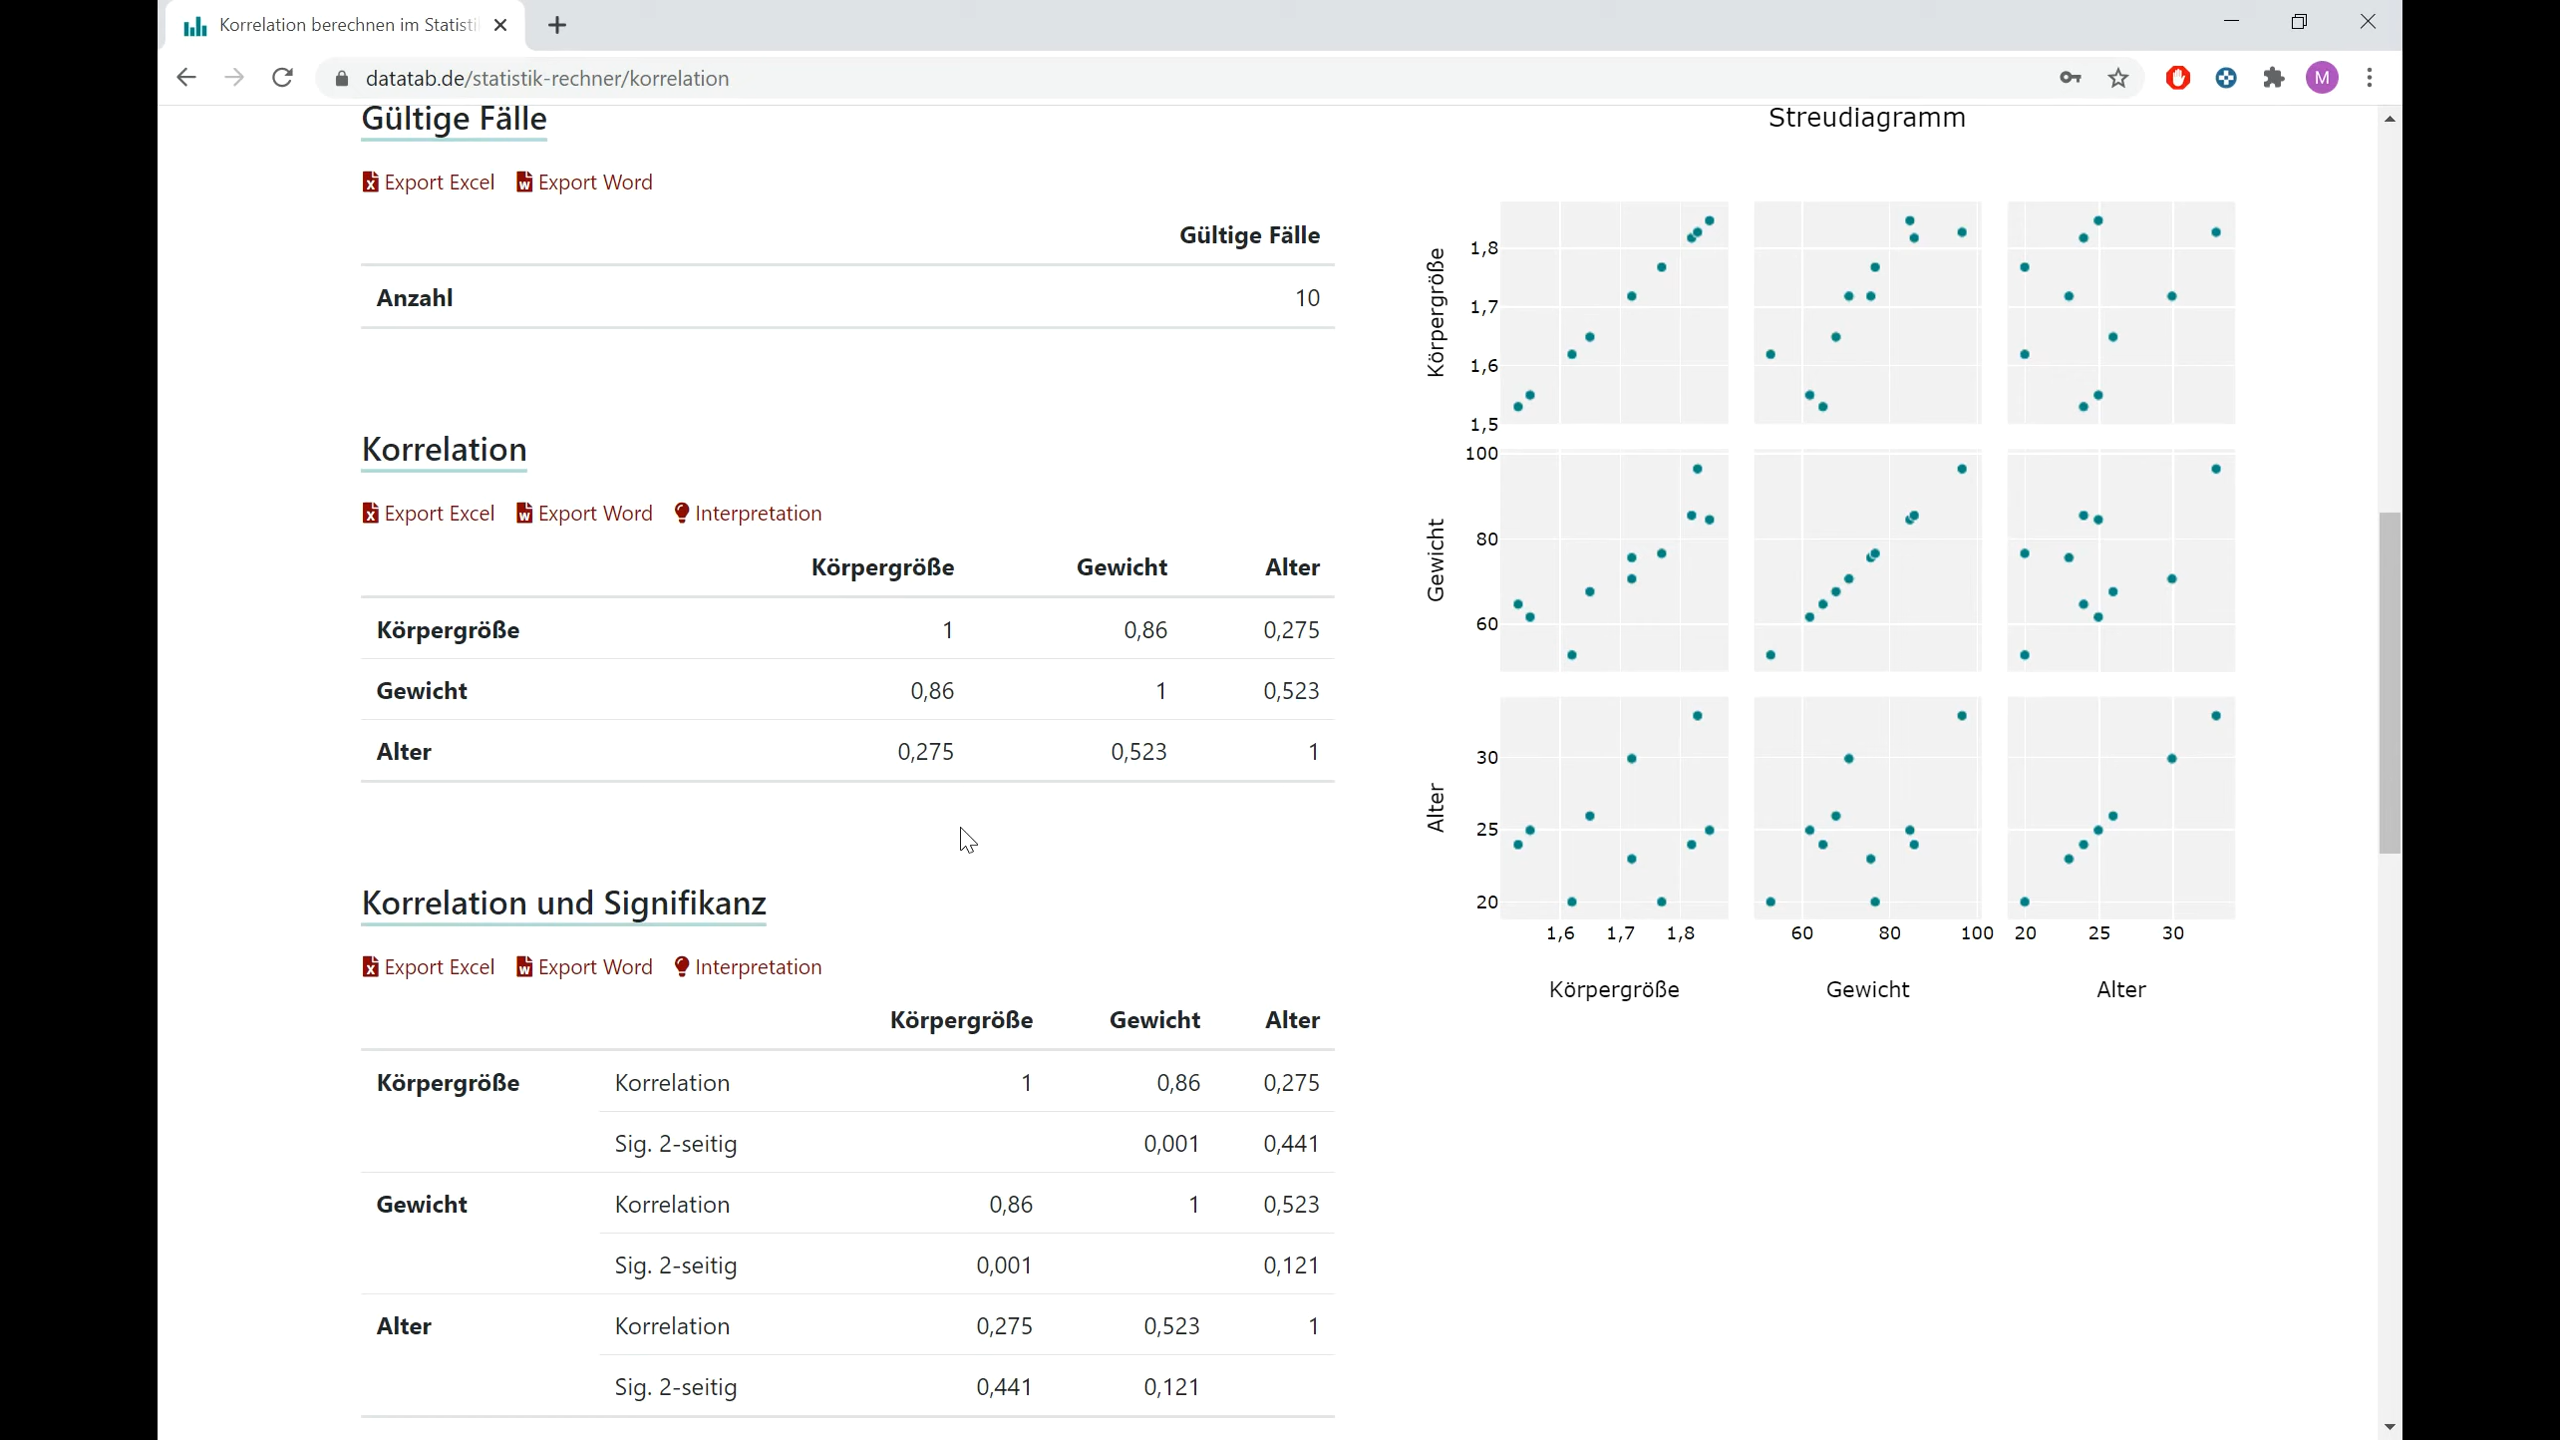 Korrelation berechnen im Statisti
datatab.de/statistik-rechner/korrelation
M
Gültige Fälle
Export Excel Export Word
Gültige Fälle
Anzahl 10
Korrelation
Export Excel Export Word Interpretation
Körpergröße Gewicht Alter
Körpergröße 1 0,86 0,275
Gewicht 0,86 1 0,523
Alter 0,275 0,523 1
Korrelation und Signifikanz
Export Excel Export Word Interpretation
Körpergröße Gewicht Alter
Körpergröße Korrelation 1 0,86 0,275
Sig. 2-seitig 0,001 0,441
Gewicht Korrelation 0,86 1 0,523
Sig. 2-seitig 0,001 0,121
Alter Korrelation 0,275 0,523 1
Sig. 2-seitig 0,441 0,121
Streudiagramm
Körpergröße
1,8
1,7
1,6
1,5
Gewicht
100
80
60
Alter
30
25
20
1,6 1,7 1,8 60 80 100 20 25 30
Körpergröße Gewicht Alter